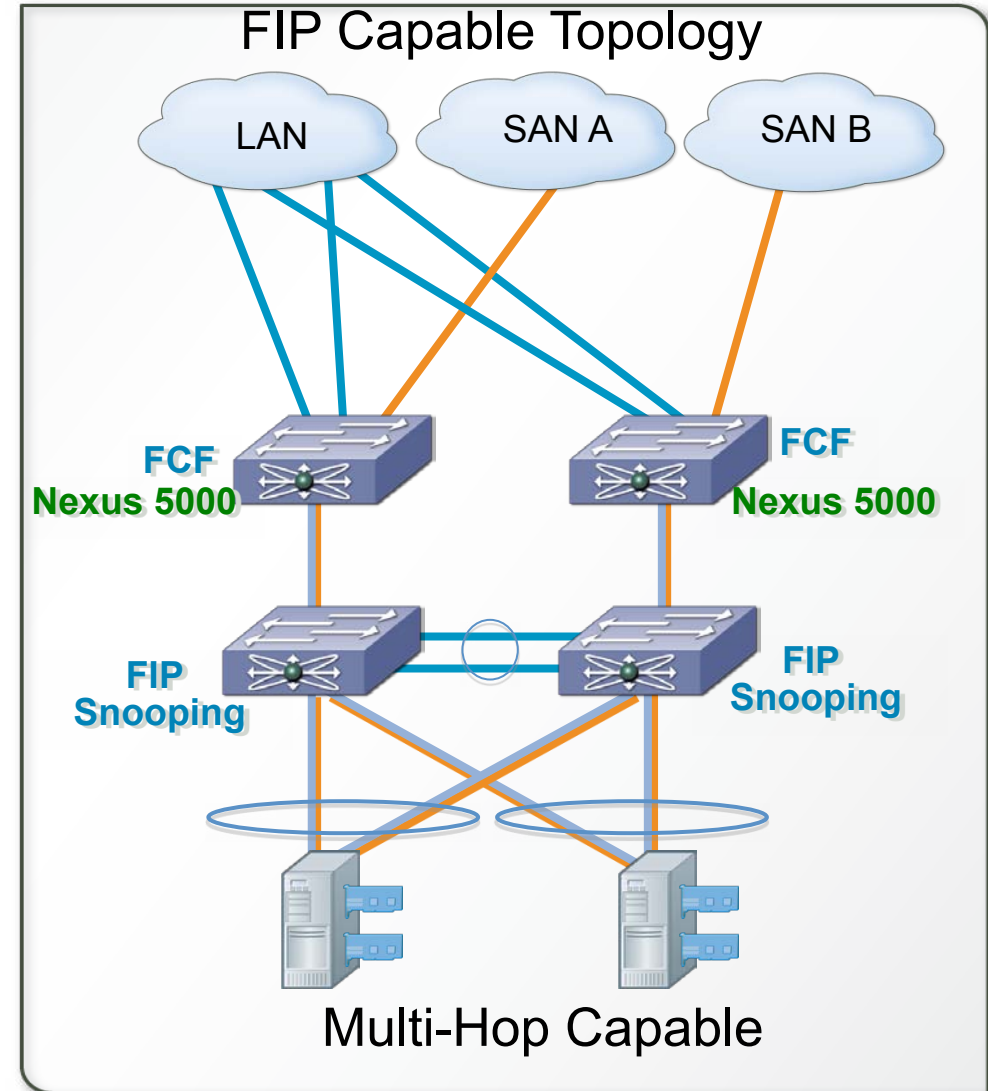 FIP Capable Topology
LAN
SAN A
SAN B
FCF
Nexus 5000
FCF
Nexus 5000
FIP
Snooping
FIP
Snooping
Multi-Hop Capable